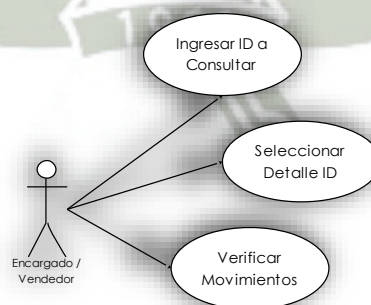 Ingresar ID a
Consultar
Seleccionar
Detalle ID
Encargado /
Vendedor
Verificar
Movimientos